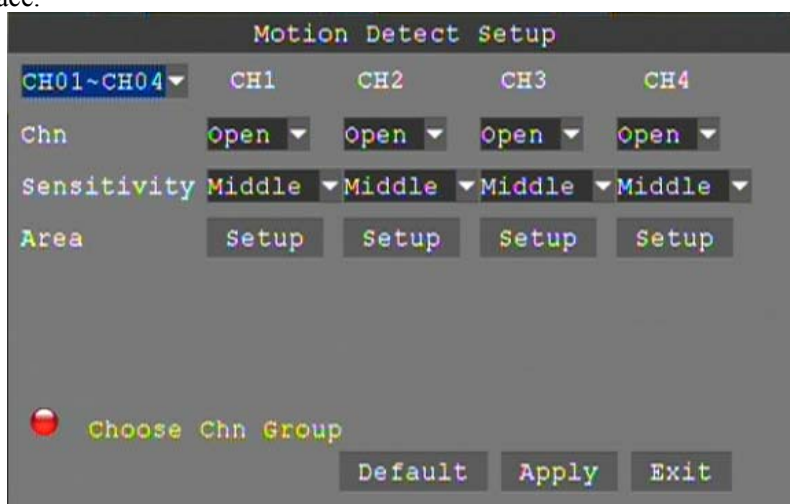 Motion Detect Setup
CH01~CH04 CH1 CH2 CH3 CH4
Chn Open Open Open Open
Sensitivity Middle Middle Middle Middle
Area Setup Setup Setup Setup
Choose Chn Group
Default Apply Exit